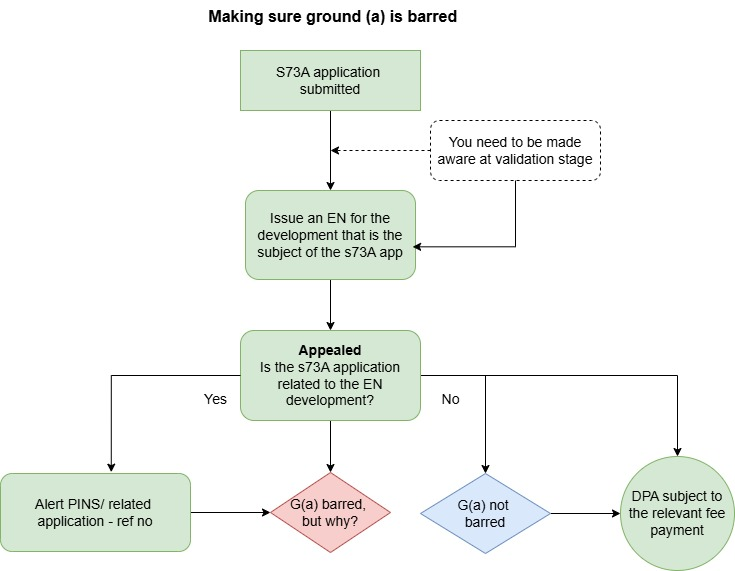 Making sure ground (a) is barred
S73A application
submitted
You need to be made
aware at validation stage
Issue an EN for the
development that is the
subject of the s73A app
Appealed
Is the s73A application
related to the EN
development?
Yes
No
Alert PINS/ related
application - ref no
G(a) barred,
but why?
G(a) not
barred
DPA subject to
the relevant fee
payment